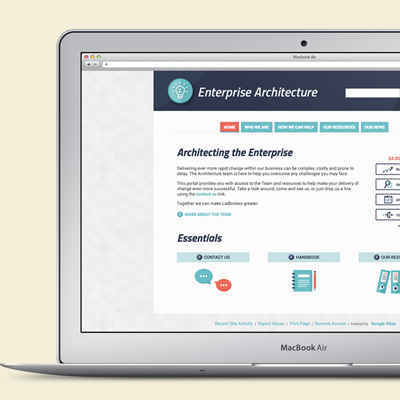 Macbook Air
Enterprise Architecture
HOME
WHO WE ARE
HOW WE CAN HELP
OUR RESOURCES
OUR NEWS
Architecting the Enterprise
Delivering ever more rapid change within our business can be complex, costly and prone to
delay. The Architecture team is here to help you overcome any challenges you may face.
This portal provides you with access to the Team and resources to help make your delivery of
change even more successful. Take a look around, come and see us, or just drop us a line
using the contact us link.
Together we can make Ladbrokes greater.
MORE ABOUT THE TEAM
EA DO
Essentials
CONTACT US
HANDBOOK
OUR RES
Recent Site Activity | Report Abuse | Print Page | Remove Access | Powered by Google Sites
MacBook Air